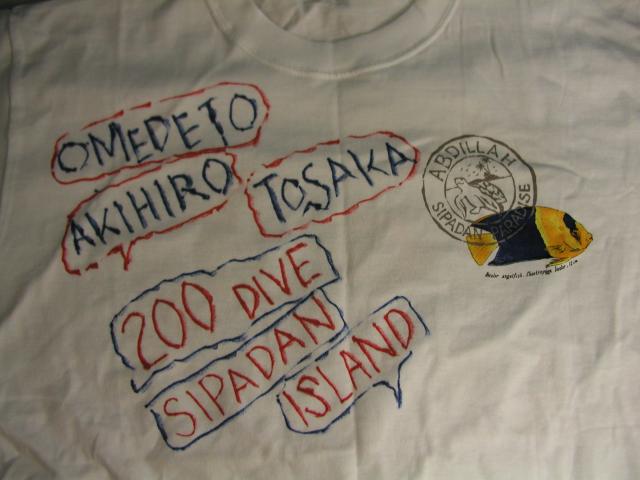 OMEDETO
AKIHIRO
TOSAKA
200 DIVE
SIPADAN
ISLAND
ABDILLAH
SIPADAN PARADISE